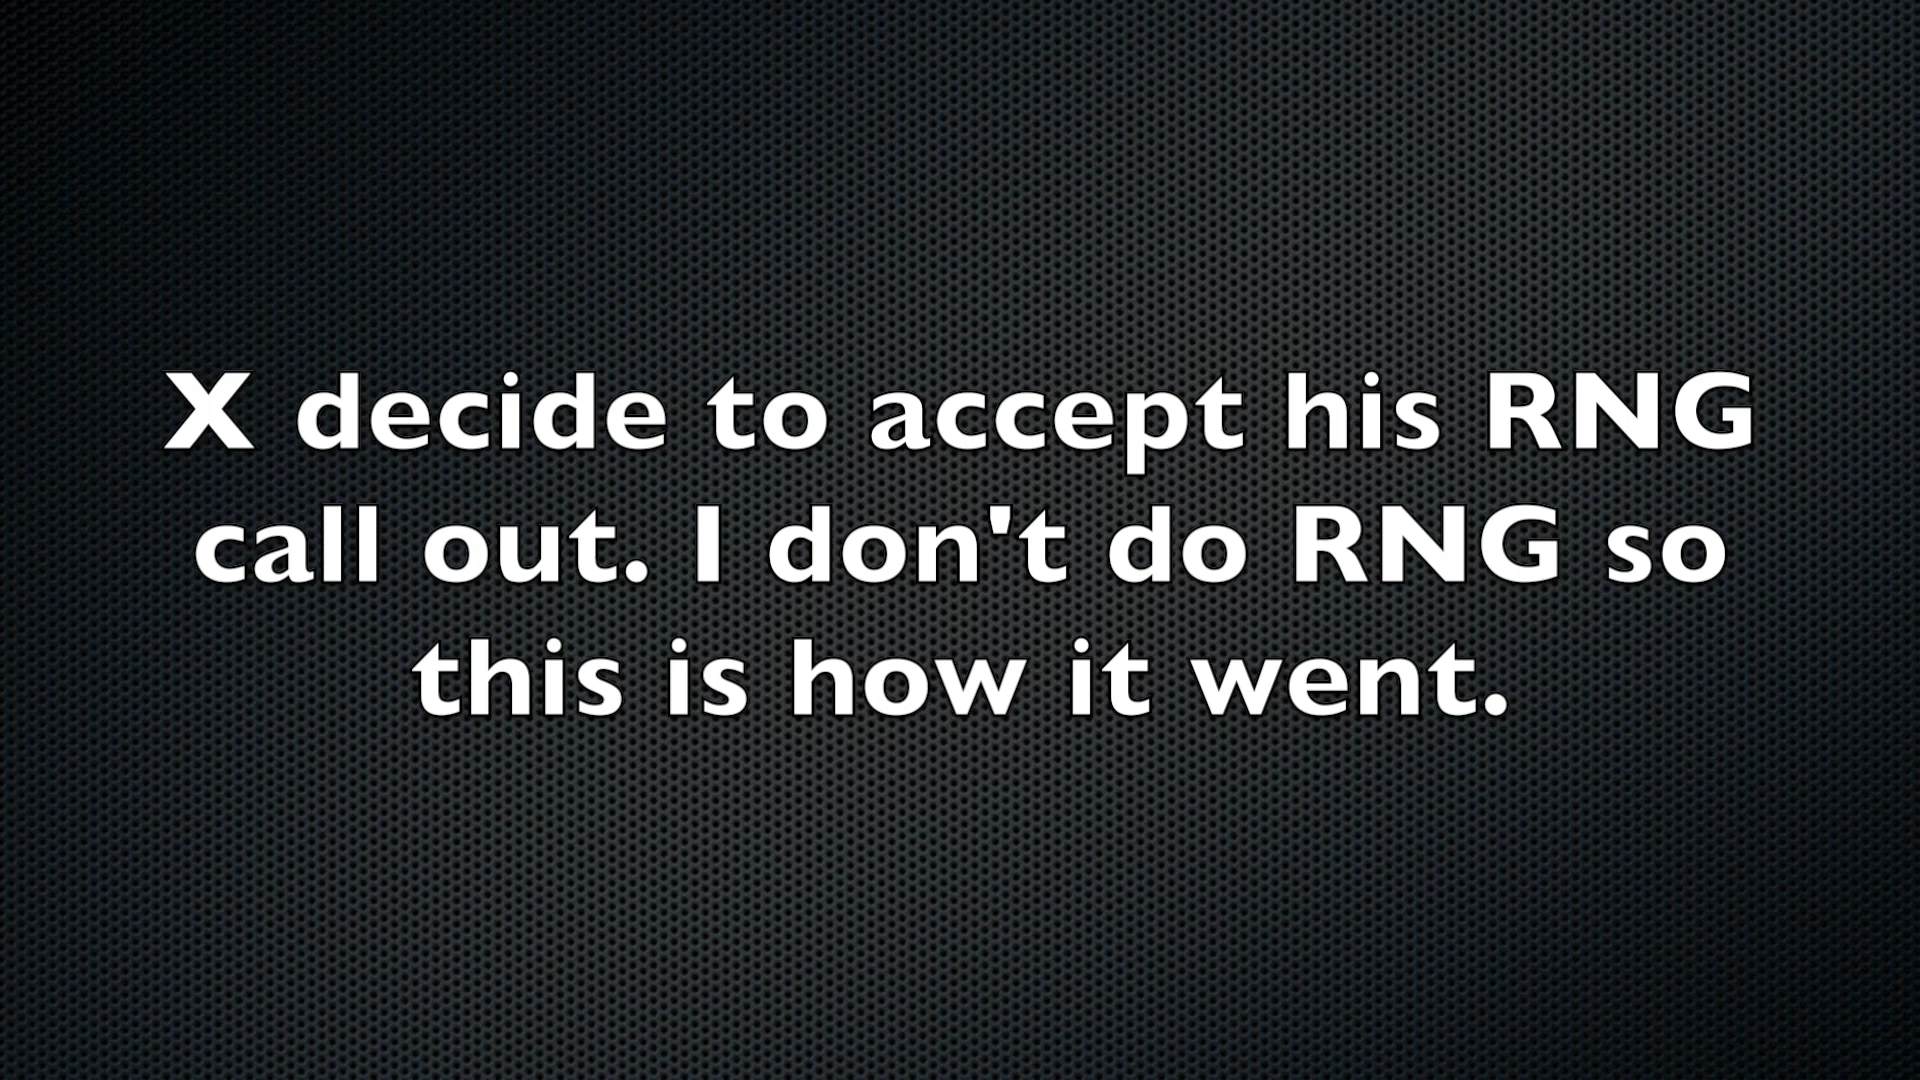 X decide to accept his RNG
call out. I don't do RNG so
this is how it went.